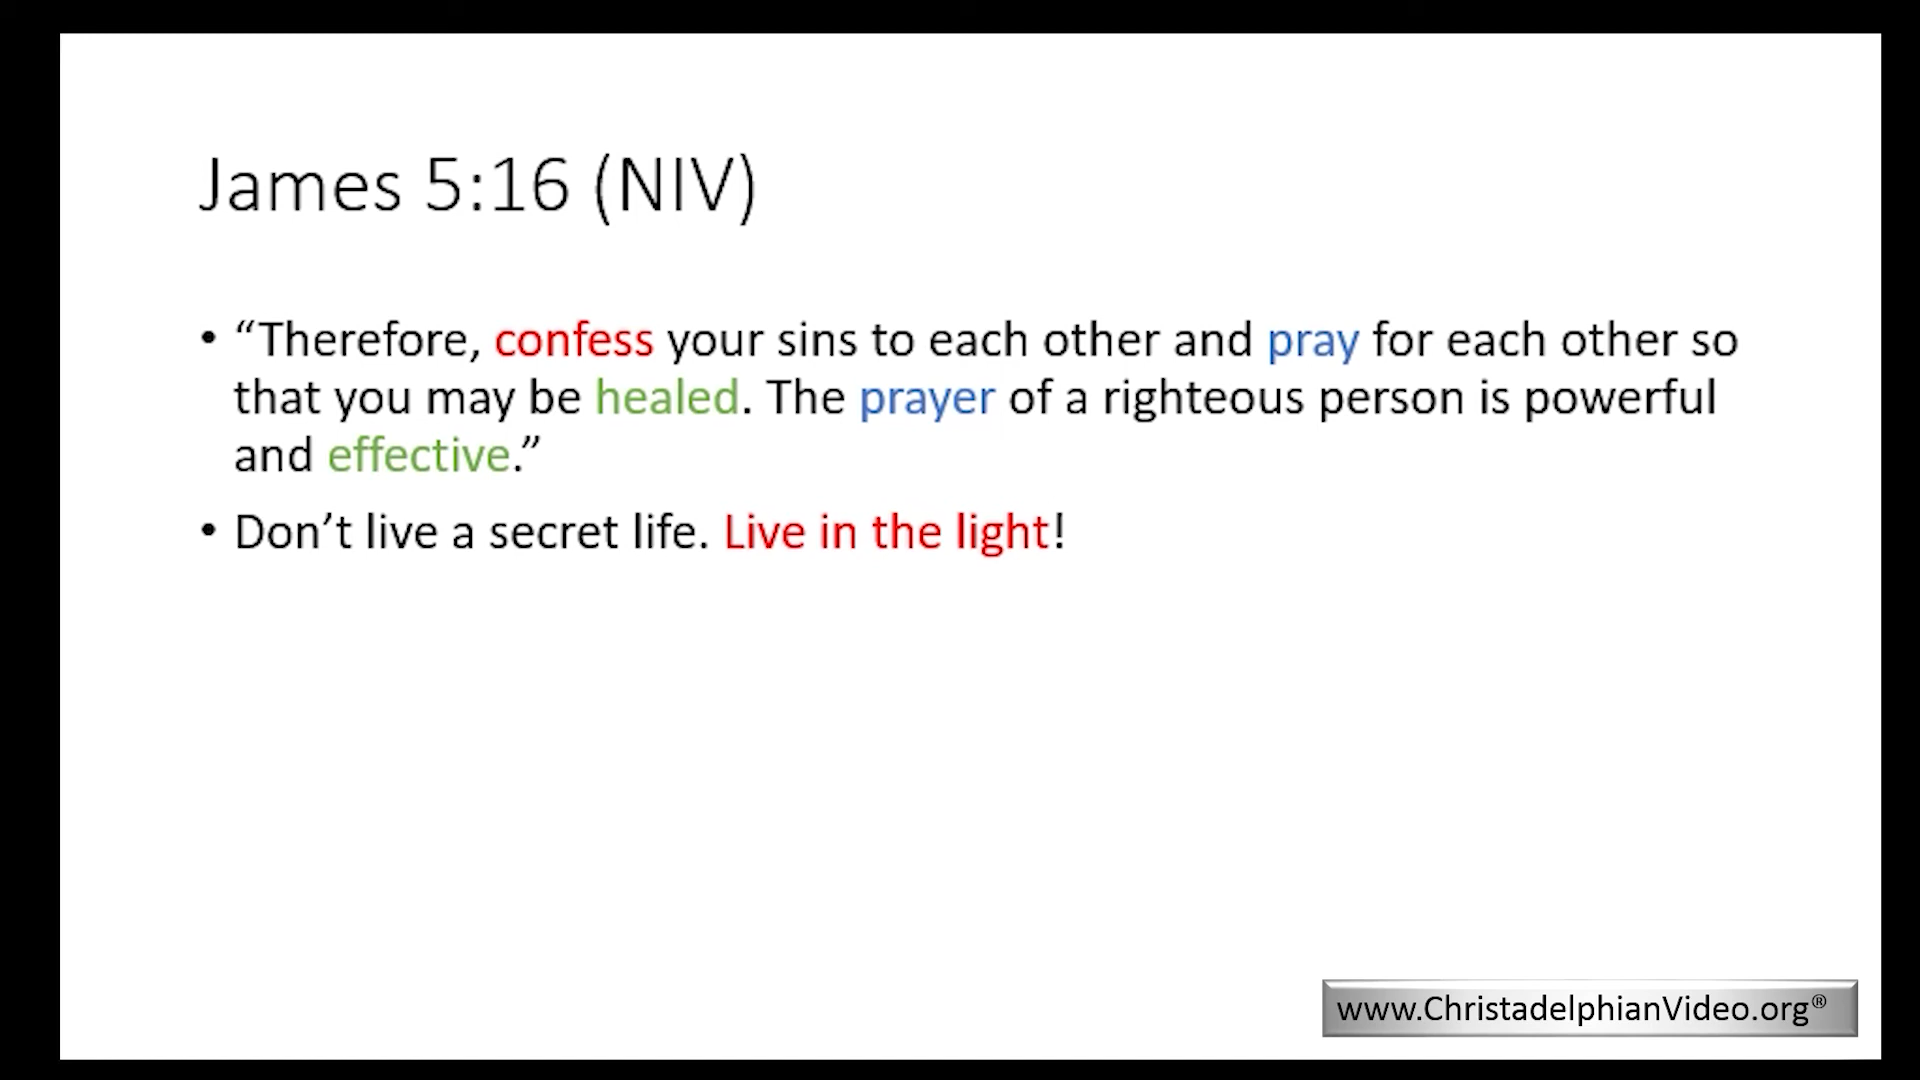 James 5:16 (NIV)
• “Therefore, confess your sins to each other and pray for each other so
that you may be healed. The prayer of a righteous person is powerful
and effective.”
• Don’t live a secret life. Live in the light!
www.ChristadelphianVideo.org®